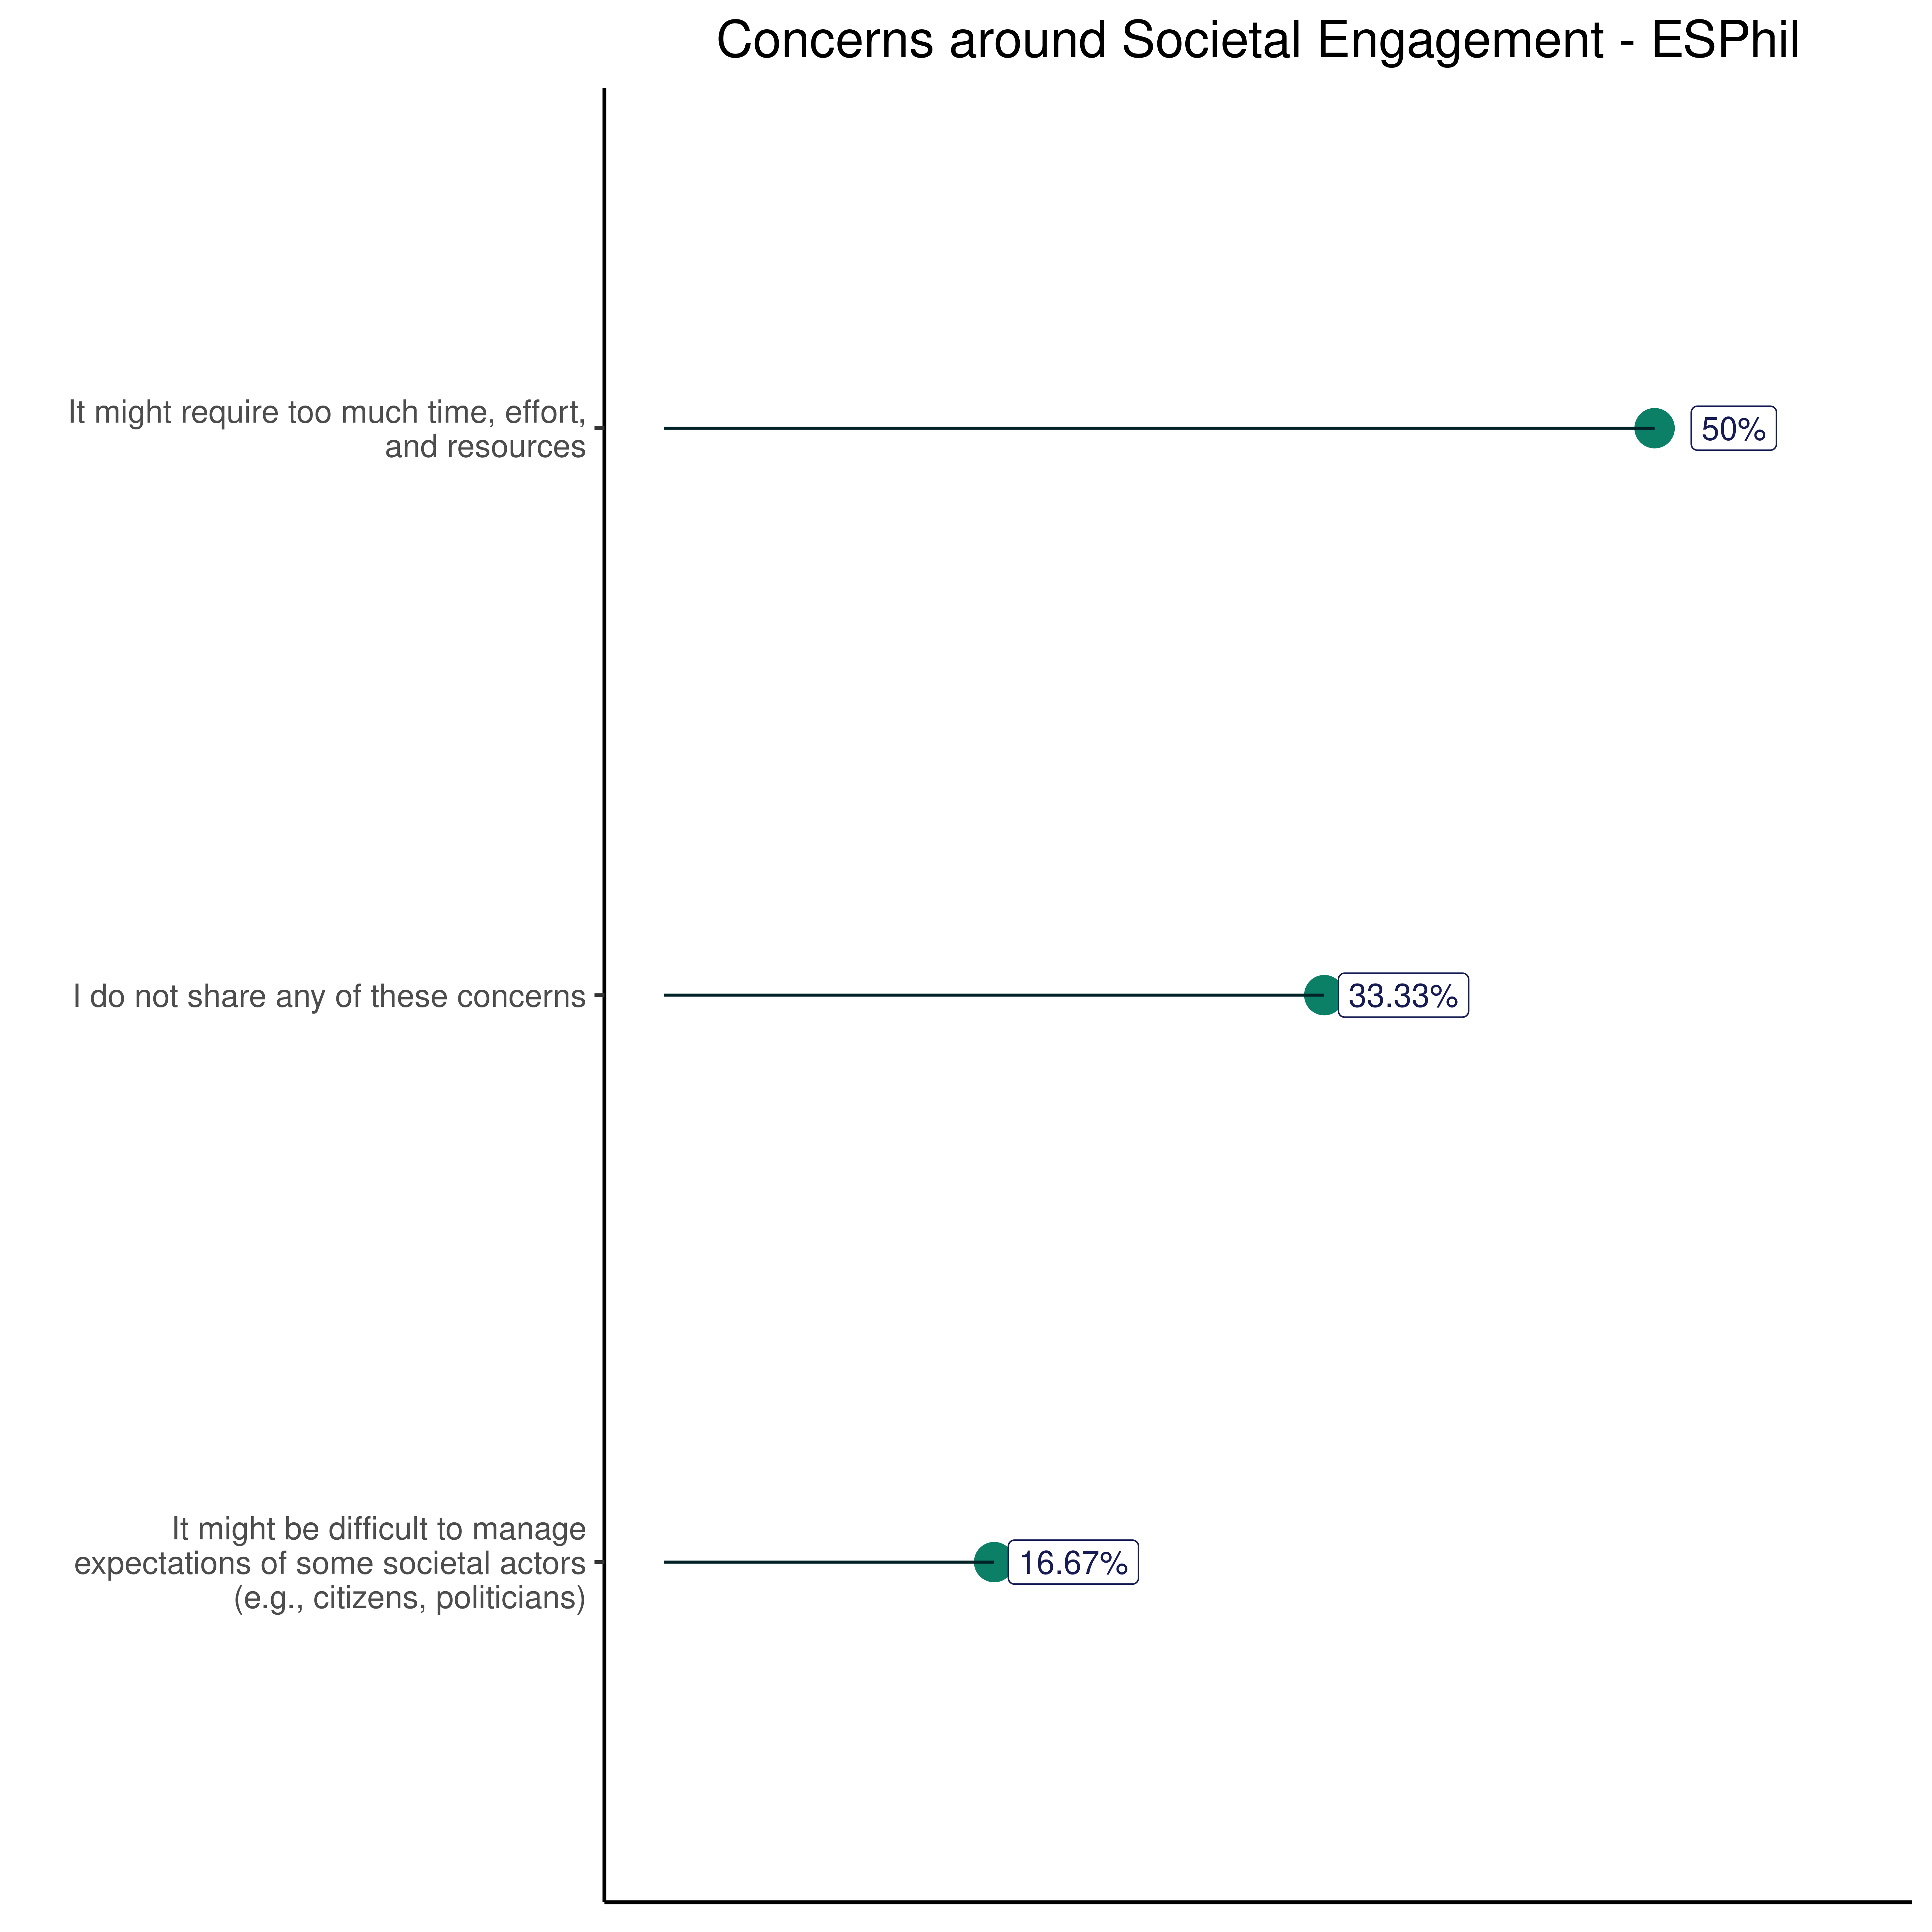 Concerns around Societal Engagement - ESPhil
It might require too much time, effort,
and resources
50%
I do not share any of these concerns
33.33%
It might be difficult to manage
expectations of some societal actors
(e.g., citizens, politicians)
16.67%